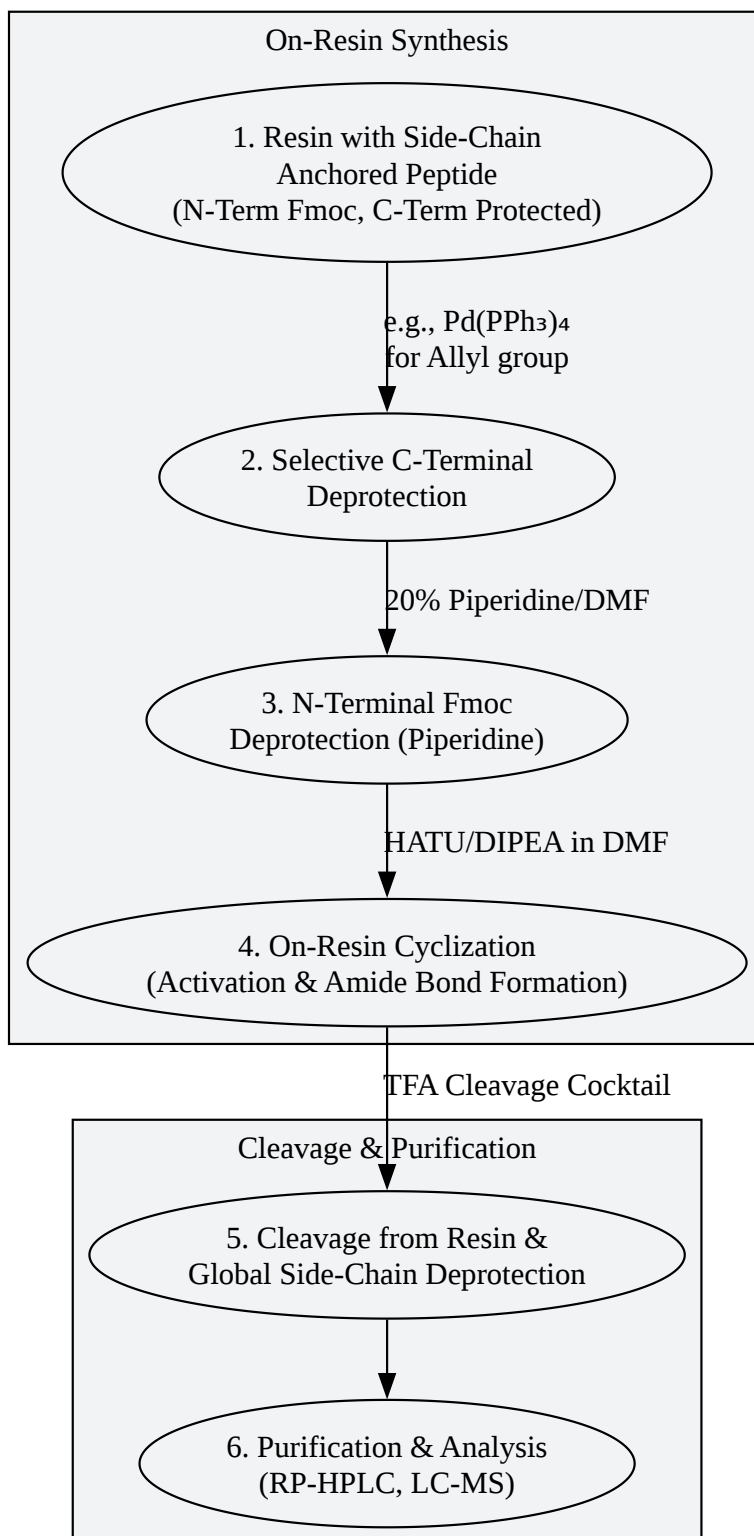 On-Resin Synthesis
1. Resin with Side-Chain
Anchored Peptide
(N-Term Fmoc, C-Term Protected)
e.g., Pd(PPh₃)₄
for Allyl group
2. Selective C-Terminal
Deprotection
20% Piperidine/DMF
3. N-Terminal Fmoc
Deprotection (Piperidine)
HATU/DIPEA in DMF
4. On-Resin Cyclization
(Activation & Amide Bond Formation)
TFA Cleavage Cocktail
Cleavage & Purification
5. Cleavage from Resin &
Global Side-Chain Deprotection
6. Purification & Analysis
(RP-HPLC, LC-MS)